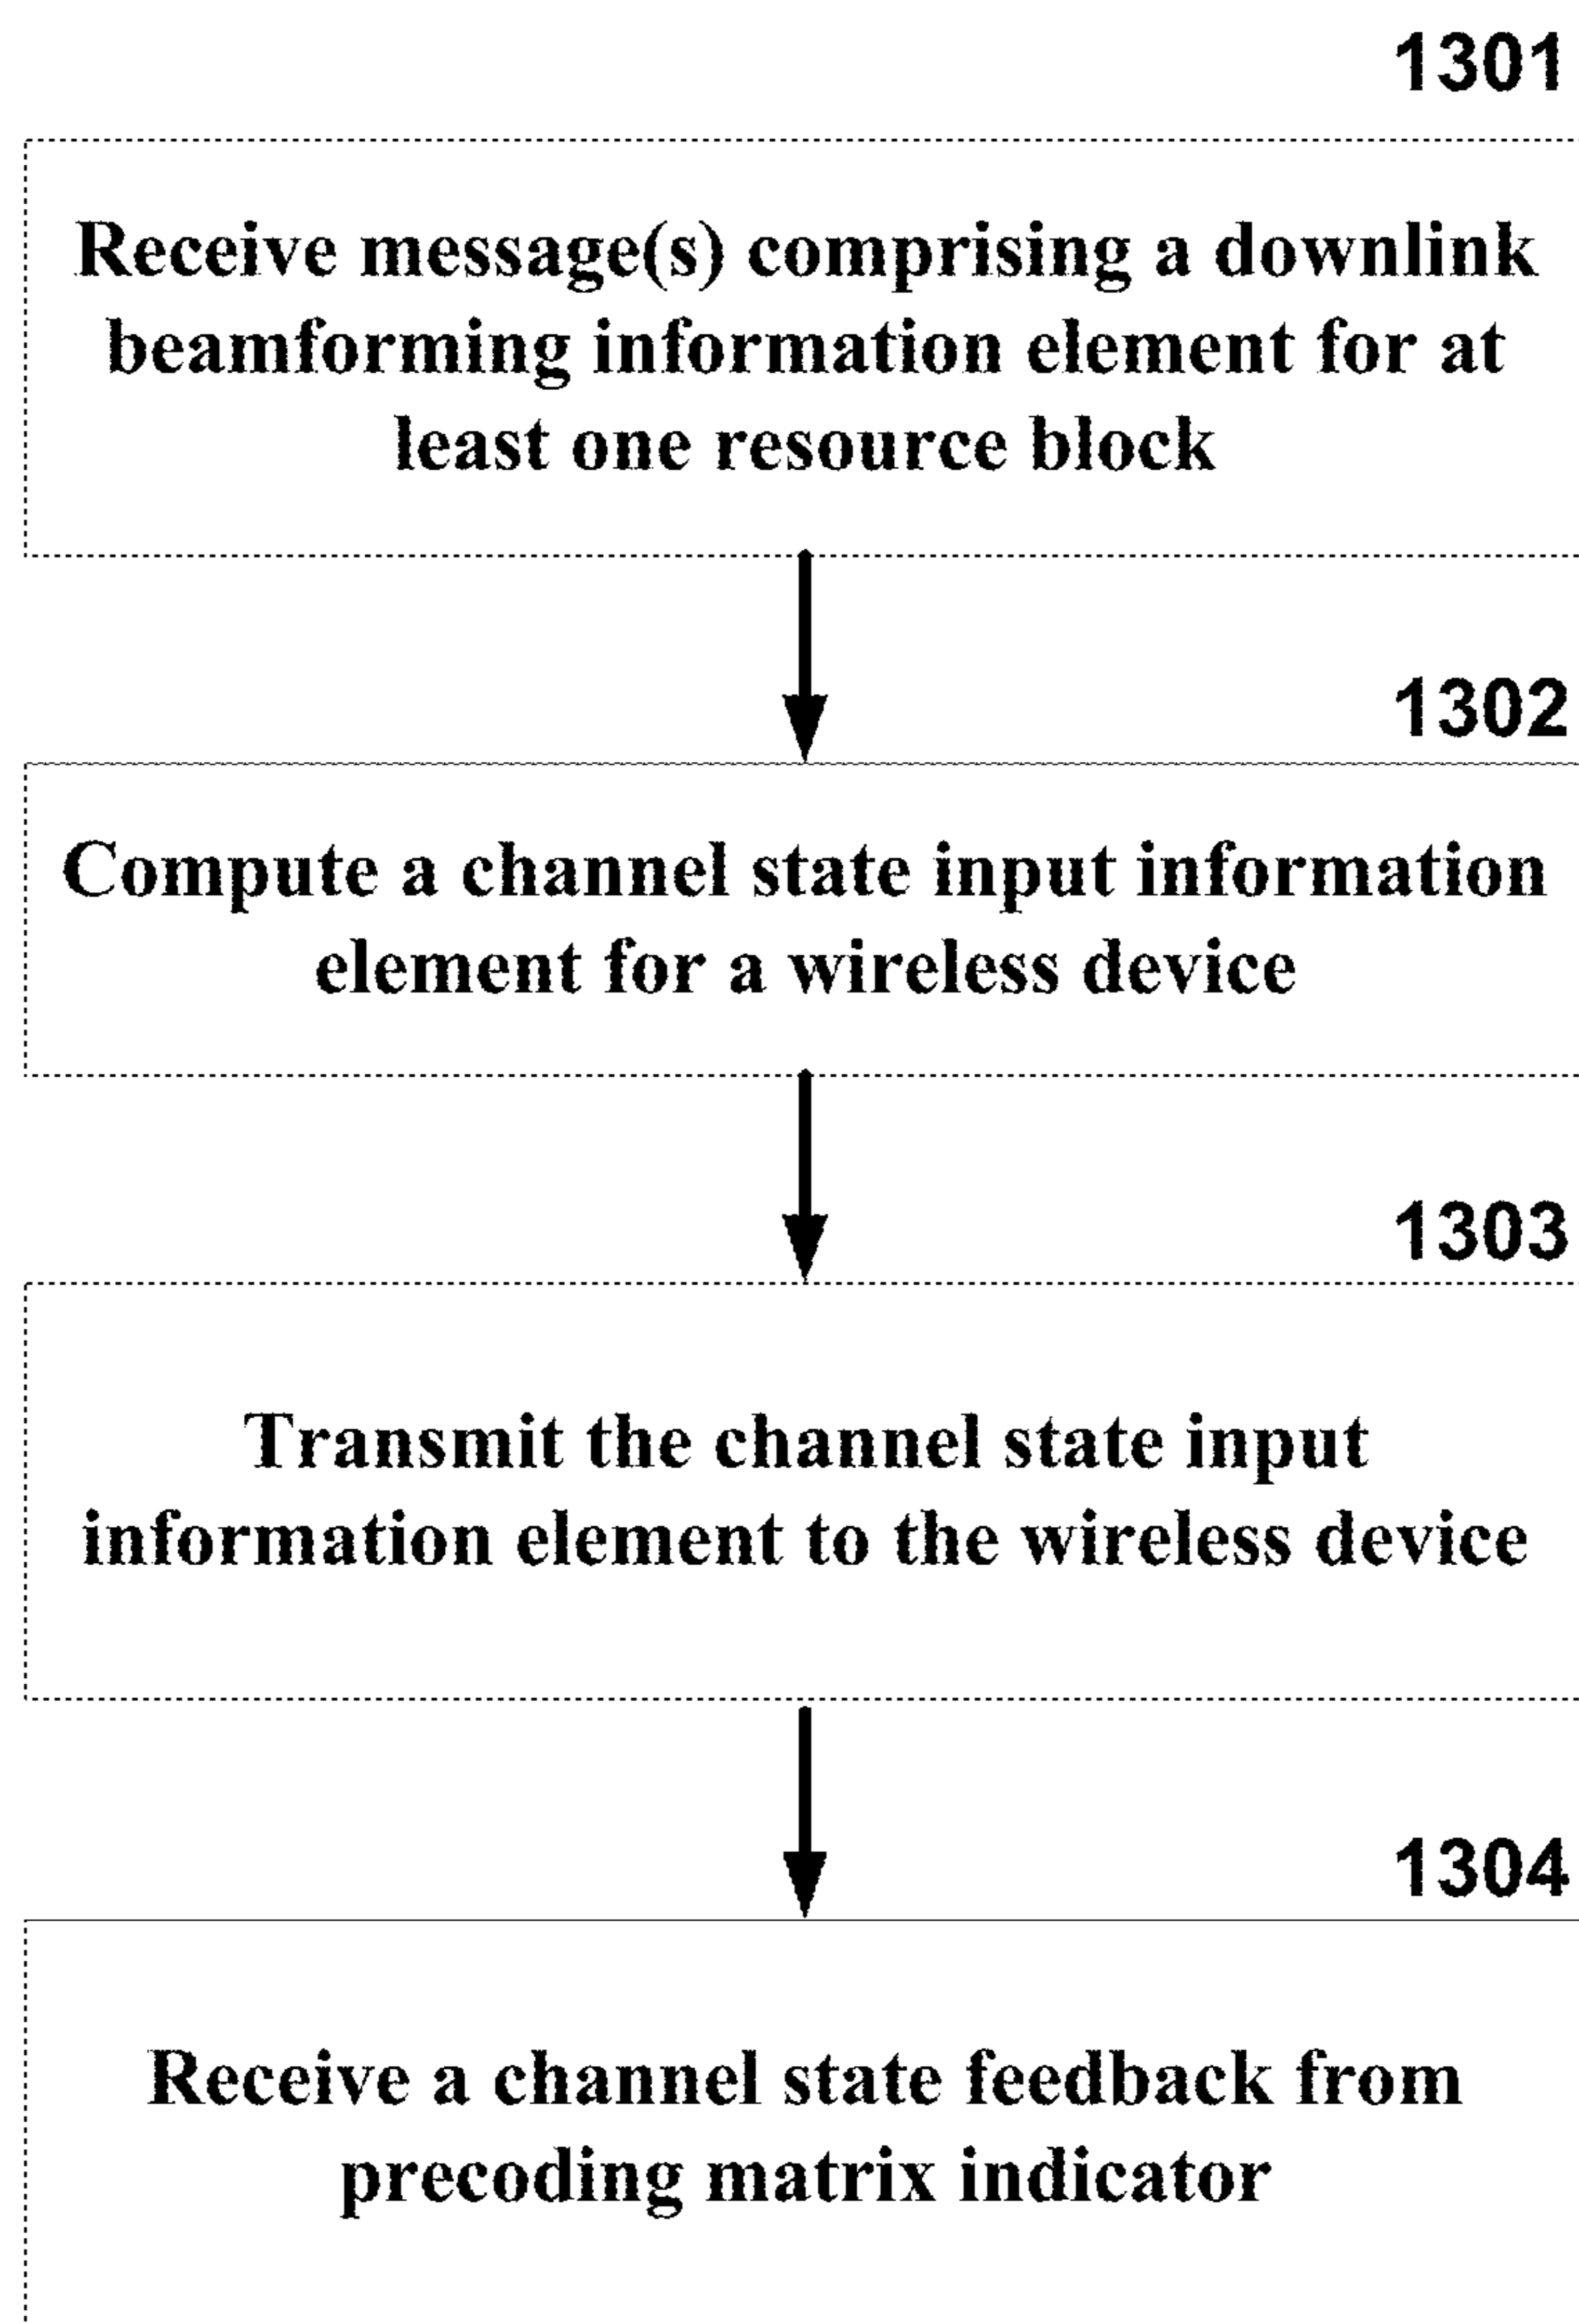 1301
Receive message(s) comprising a downlink
beamforming information element for at
least one resource block
1302
Compute a channel state input information
element for a wireless device
1303
Transmit the channel state input
information element to the wireless device
1304
Receive a channel state feedback from
precoding matrix indicator